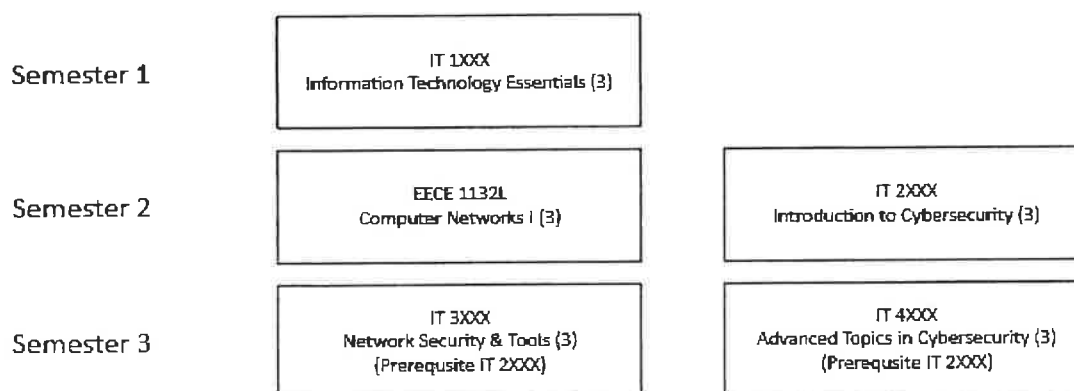 Semester 1
IT 1XXX
Information Technology Essentials (3)
Semester 2
EECE 1132L
Computer Networks I (3)
IT 2XXX
Introduction to Cybersecurity (3)
Semester 3
IT 3XXX
Network Security & Tools (3)
(Prerequsite IT 2XXX)
IT 4XXX
Advanced Topics in Cybersecurity (3)
(Prerequsite IT 2XXX)